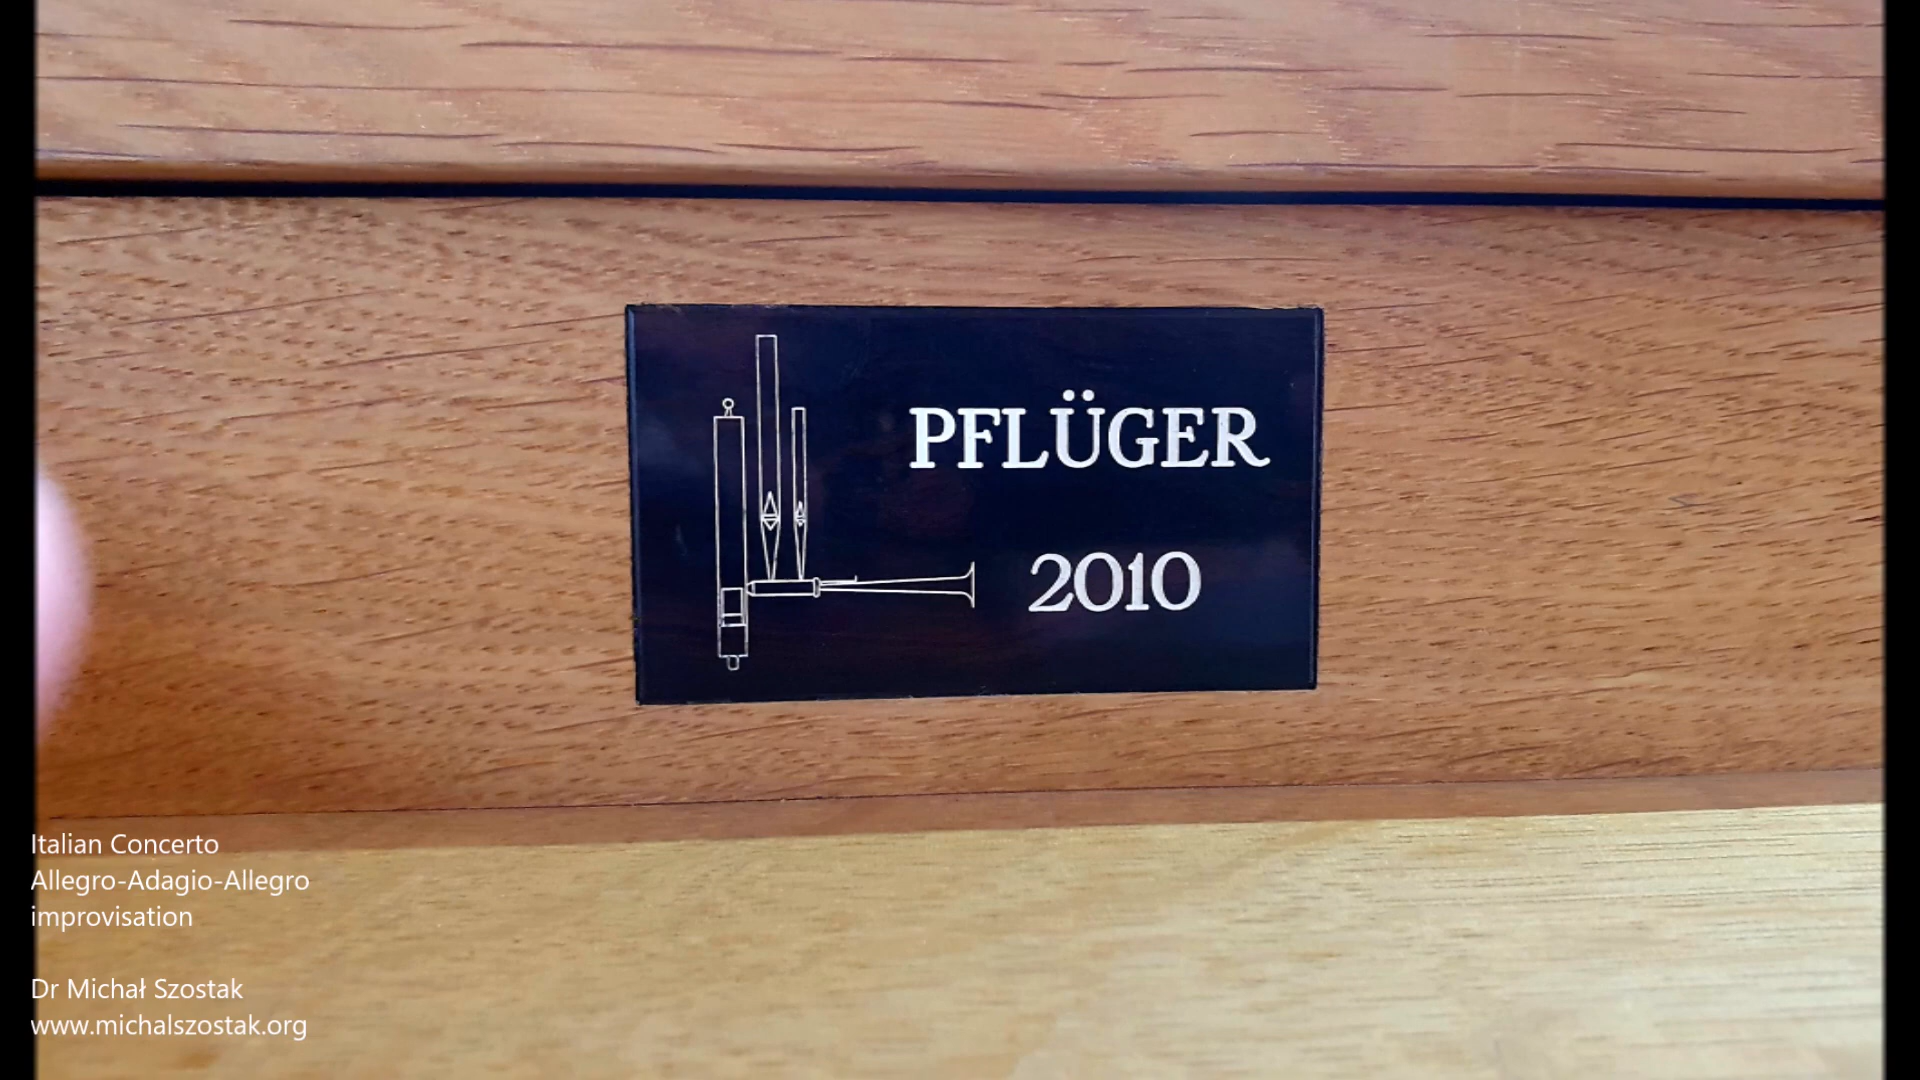 PFLÜGER
2010
Italian Concerto
Allegro-Adagio-Allegro
improvisation
Dr Michał Szostak
www.michalszostak.org